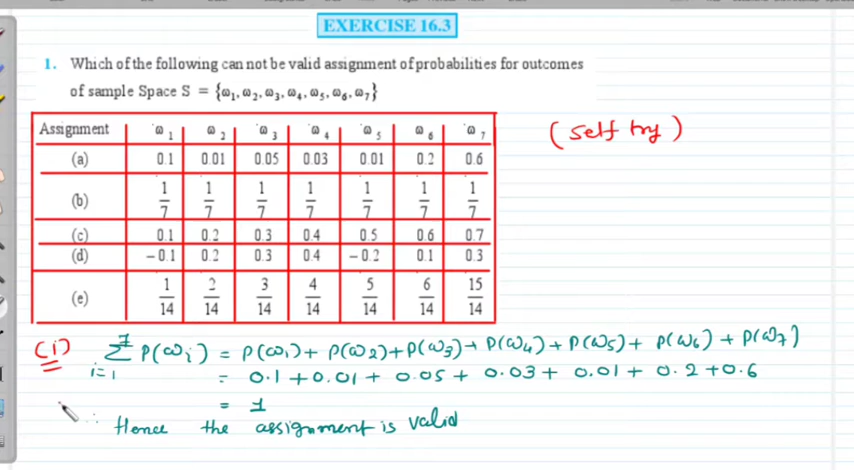 EXERCISE 16.3
1. Which of the following can not be valid assignment of probabilities for outcomes
of sample Space S = {ω₁, ω₂, ω₃, ω₄, ω₅, ω₆, ω₇}
Assignment ω₁ ω₂ ω₃ ω₄ ω₅ ω₆ ω₇
(self try)
(a) 0.1 0.01 0.05 0.03 0.01 0.2 0.6
(b) 1/7 1/7 1/7 1/7 1/7 1/7 1/7
(c) 0.1 0.2 0.3 0.4 0.5 0.6 0.7
(d) −0.1 0.2 0.3 0.4 −0.2 0.1 0.3
(e) 1/14 2/14 3/14 4/14 5/14 6/14 15/14
(i) 7 Σ i=1 P(ωi) = P(ω1) + P(ω2) + P(ω3) + P(ω4) + P(ω5) + P(ω6) + P(ω7)
= 0.1 + 0.01 + 0.05 + 0.03 + 0.01 + 0.2 + 0.6
= 1
∴ Hence the assignment is valid